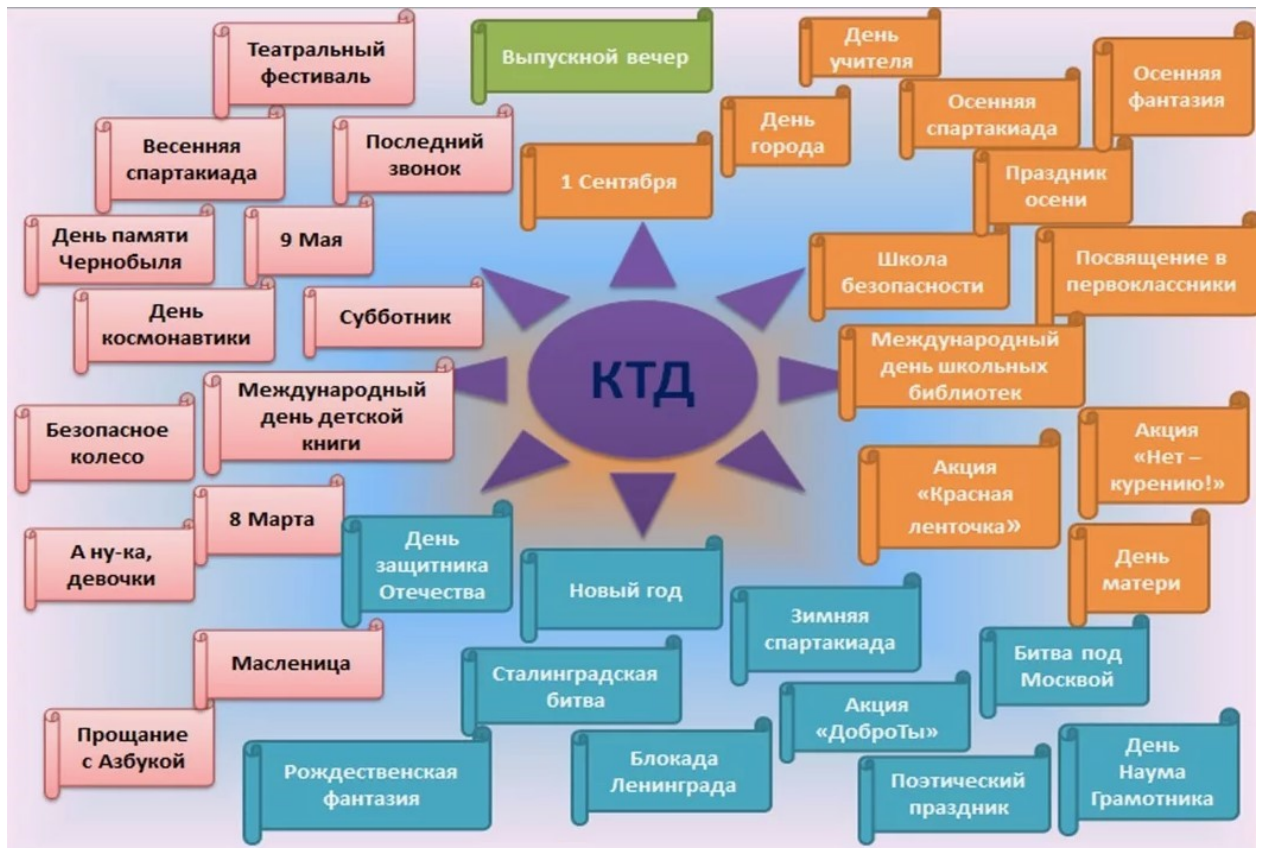 Театральный
фестиваль
Выпускной вечер
День
учителя
Осенняя
фантазия
Осенняя
спартакиада
День
города
Весенняя
спартакиада
Последний
звонок
1 Сентября
Праздник
осени
День памяти
Чернобыля
9 Мая
Школа
безопасности
Посвящение в
первоклассники
День
космонавтики
Субботник
КТД
Международный
день школьных
библиотек
Международный
день детской
книги
Безопасное
колесо
Акция
«Нет –
курению!»
Акция
«Красная
ленточка»
8 Марта
День
защитника
Отечества
А ну-ка,
девочки
День
матери
Новый год
Зимняя
спартакиада
Масленица
Сталинградская
битва
Битва под
Москвой
Акция
«ДоброТы»
Прощание
с Азбукой
Рождественская
фантазия
Блокада
Ленинграда
Поэтический
праздник
День
Наума
Грамотника